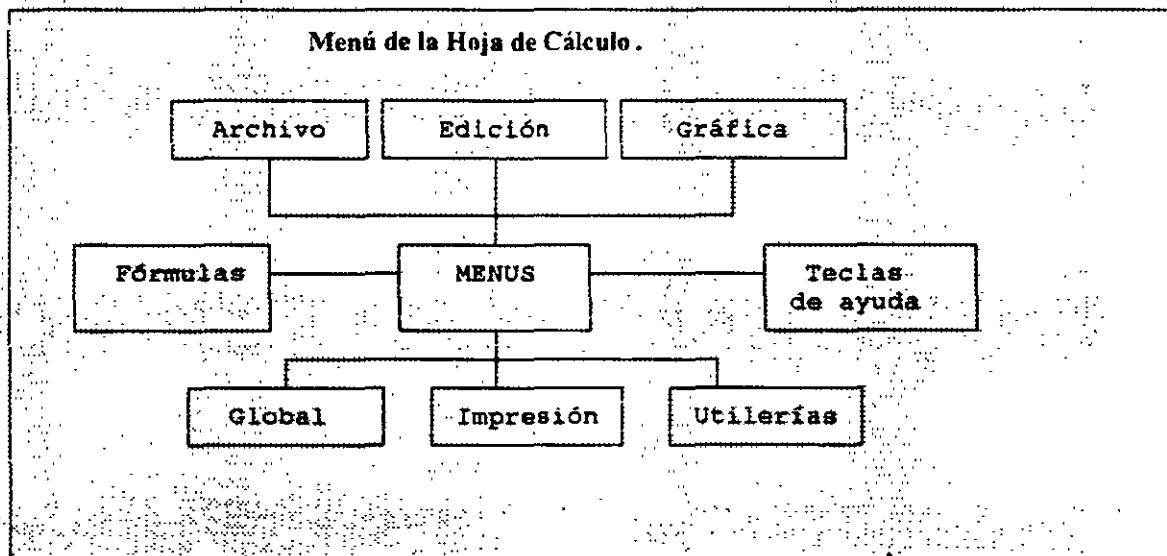 Menú de la Hoja de Cálculo.
Archivo
Edición
Gráfica
Fórmulas
MENUS
Teclas
de ayuda
Global
Impresión
Utilerías